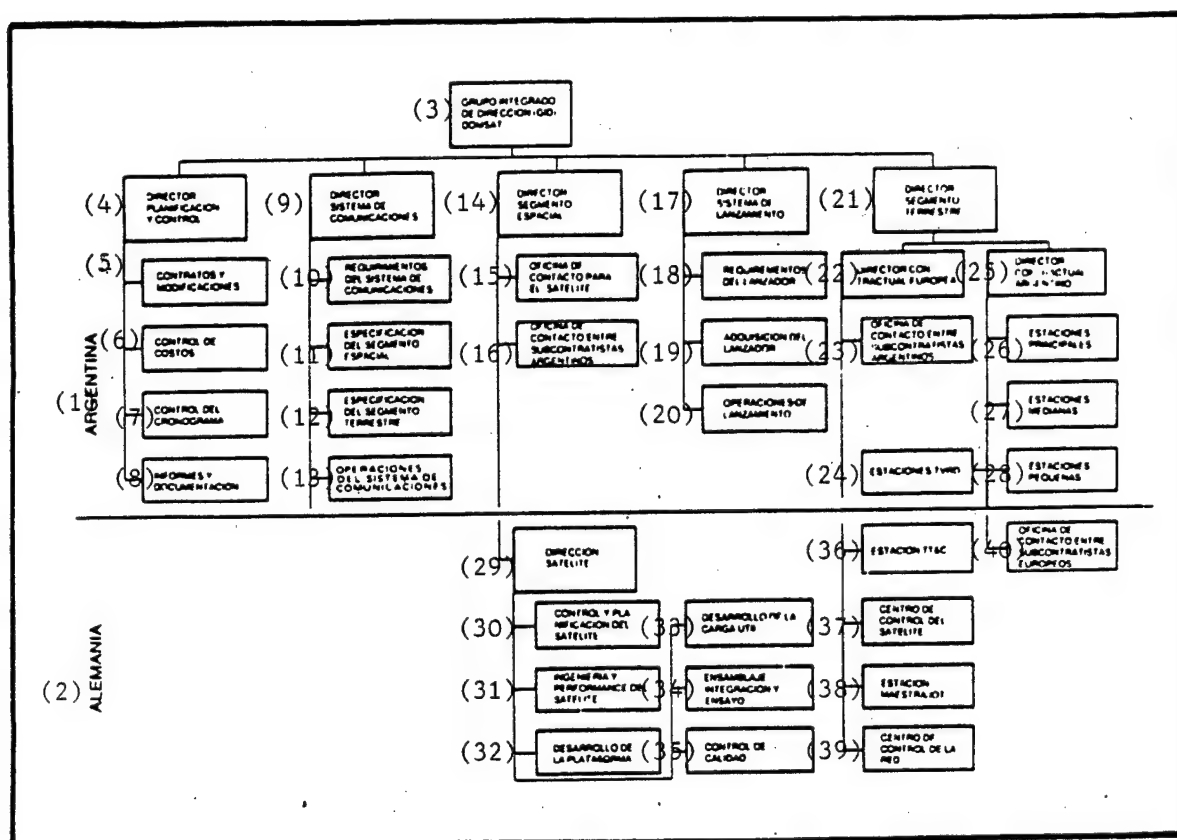 (3) GRUPO INTEGRADO
DE DIRECCION (GID)
DOMSAT
(4) DIRECTOR
PLANIFICACION
Y CONTROL
(5) CONTRATOS Y
MODIFICACIONES
(6) CONTROL DE
COSTOS
(7) CONTROL DEL
CRONOGRAMA
(8) INFORMES Y
DOCUMENTACION
(9) DIRECTOR
SISTEMA DE
COMUNICACIONES
(10) REQUIRIMIENTOS
DEL SISTEMA DE
COMUNICACIONES
(11) ESPECIFICACION
DEL SEGMENTO
ESPACIAL
(12) ESPECIFICACION
DEL SEGMENTO
TERRESTRE
(13) OPERACIONES
DEL SISTEMA DE
COMUNICACIONES
(14) DIRECTOR
SEGMENTO
ESPACIAL
(15) OFICINA DE
CONTACTO PARA
EL SATELITE
(16) OFICINA DE
CONTACTO ENTRE
SUBCONTRATISTAS
ARGENTINOS
(17) DIRECTOR
SISTEMA DE
LANZAMIENTO
(18) REQUIREMENTOS
DEL LANZADOR
(19) ADQUISICION DEL
LANZADOR
(20) OPERACIONES DE
LANZAMIENTO
(21) DIRECTOR
SEGMENTO
TERRESTRE
(22) DIRECTOR CON
TRACTUAL EUROPEA
(23) OFICINA DE
CONTACTO ENTRE
SUBCONTRATISTAS
ARGENTINOS
(24) ESTACIONES TVRO
(25) DIRECTOR
CONTRACTUAL
ARGENTINO
(26) ESTACIONES
PRINCIPALES
(27) ESTACIONES
MEDIANAS
(28) ESTACIONES
PEQUENAS
(1) ARGENTINA
(2) ALEMANIA
(29) DIRECCION
SATELITE
(30) CONTROL Y PLA
NIFICACION DEL
SATELITE
(31) INGENIERIA Y
PERFORMANCE DEL
SATELITE
(32) DESARROLLO DE
LA PLATAFORMA
(33) DESARROLLO DE LA
CARGA UTIL
(34) ENSAMBLAJE
INTEGRACION Y
ENSAYO
(35) CONTROL DE
CALIDAD
(36) ESTACION TT&C
(37) CENTRO DE
CONTROL DEL
SATELITE
(38) ESTACION
MAESTRA/IOT
(39) CENTRO DE
CONTROL DE LA
RED
(40) OFICINA DE
CONTACTO ENTRE
SUBCONTRATISTAS
EUROPEOS